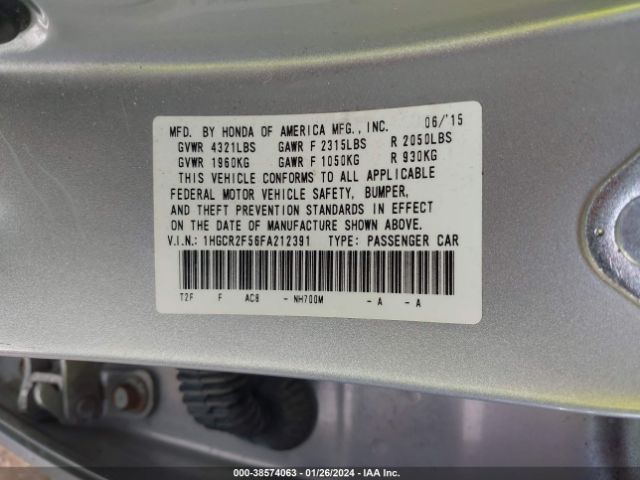 MFD. BY HONDA OF AMERICA MFG., INC. 06/'15
GVWR 4321LBS GAWR F 2315LBS R 2050LBS
GVWR 1960KG GAWR F 1050KG R 930KG
THIS VEHICLE CONFORMS TO ALL APPLICABLE
FEDERAL MOTOR VEHICLE SAFETY, BUMPER,
AND THEFT PREVENTION STANDARDS IN EFFECT
ON THE DATE OF MANUFACTURE SHOWN ABOVE.
V.I.N.: 1HGCR2F56FA212391 TYPE: PASSENGER CAR
T2F F AC8 - NH700M - A - A
000-38574063 - 01/26/2024 - IAA Inc.